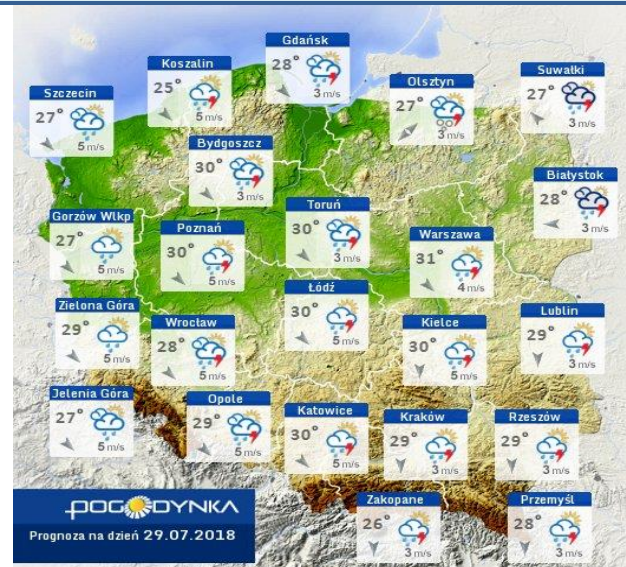 Gdańsk
28°
3 m/s
Koszalin
25°
5 m/s
Suwałki
27°
3 m/s
Olsztyn
27°
3 m/s
Szczecin
27°
5 m/s
Bydgoszcz
30°
3 m/s
Białystok
28°
3 m/s
Toruń
30°
3 m/s
Gorzów Wlkp.
27°
5 m/s
Poznań
30°
5 m/s
Warszawa
31°
4 m/s
Łódź
30°
5 m/s
Zielona Góra
29°
5 m/s
Lublin
29°
3 m/s
Wrocław
28°
5 m/s
Kielce
30°
5 m/s
Jelenia Góra
27°
5 m/s
Opole
29°
5 m/s
Katowice
30°
5 m/s
Kraków
29°
3 m/s
Rzeszów
29°
3 m/s
Zakopane
26°
3 m/s
Przemyśl
28°
3 m/s
POGODYNKA
Prognoza na dzień 29.07.2018